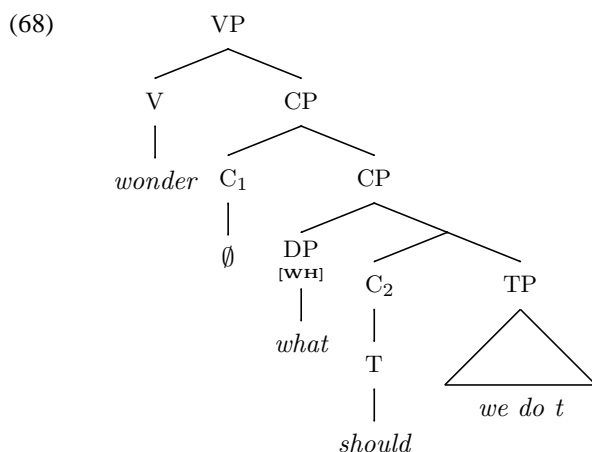 (68) VP
V CP
wonder C₁ CP
∅ DP C₂ TP
[WH]
what T we do t
should